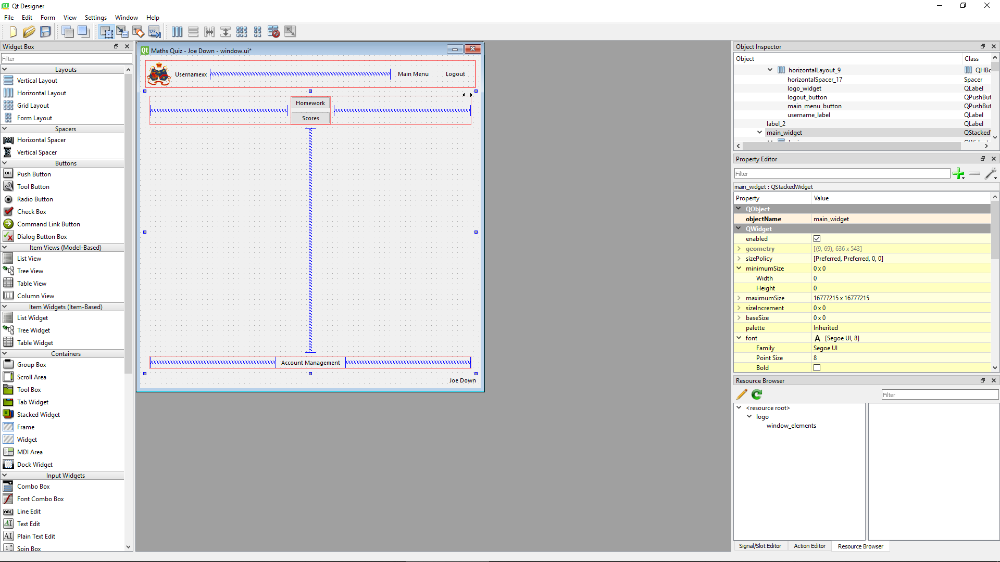 Qt Designer
File Edit Form View Settings Window Help
Widget Box
Filter
Layouts
Vertical Layout
Horizontal Layout
Grid Layout
Form Layout
Spacers
Horizontal Spacer
Vertical Spacer
Buttons
Push Button
Tool Button
Radio Button
Check Box
Command Link Button
Dialog Button Box
Item Views (Model-Based)
List View
Tree View
Table View
Column View
Item Widgets (Item-Based)
List Widget
Tree Widget
Table Widget
Containers
Group Box
Scroll Area
Tool Box
Tab Widget
Stacked Widget
Frame
Widget
MDI Area
Dock Widget
Input Widgets
Combo Box
Font Combo Box
Line Edit
Text Edit
Plain Text Edit
Spin Box
Maths Quiz - Joe Down - window.ui*
Usernamexx Main Menu Logout
Homework
Scores
Account Management
Joe Down
Object Inspector
Object Class
horizontalLayout_9 QHBo
horizontalSpacer_17 Spacer
logo_widget QLabel
logout_button QPushBut
main_menu_button QPushBut
username_label QLabel
label_2 QLabel
main_widget QStacked
Property Editor
Filter
main_widget : QStackedWidget
Property Value
QObject
objectName main_widget
QWidget
enabled
geometry [(9, 69), 636 x 543]
sizePolicy [Preferred, Preferred, 0, 0]
minimumSize 0 x 0
Width 0
Height 0
maximumSize 16777215 x 16777215
sizeIncrement 0 x 0
baseSize 0 x 0
palette Inherited
font A [Segoe UI, 8]
Family Segoe UI
Point Size 8
Bold
Resource Browser
Filter
<resource root>
logo
window_elements
Signal/Slot Editor Action Editor Resource Browser